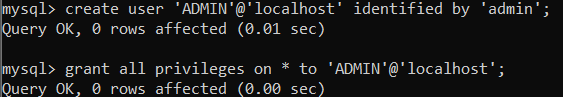 mysql> create user 'ADMIN'@'localhost' identified by 'admin';
Query OK, 0 rows affected (0.01 sec)
mysql> grant all privileges on * to 'ADMIN'@'localhost';
Query OK, 0 rows affected (0.00 sec)